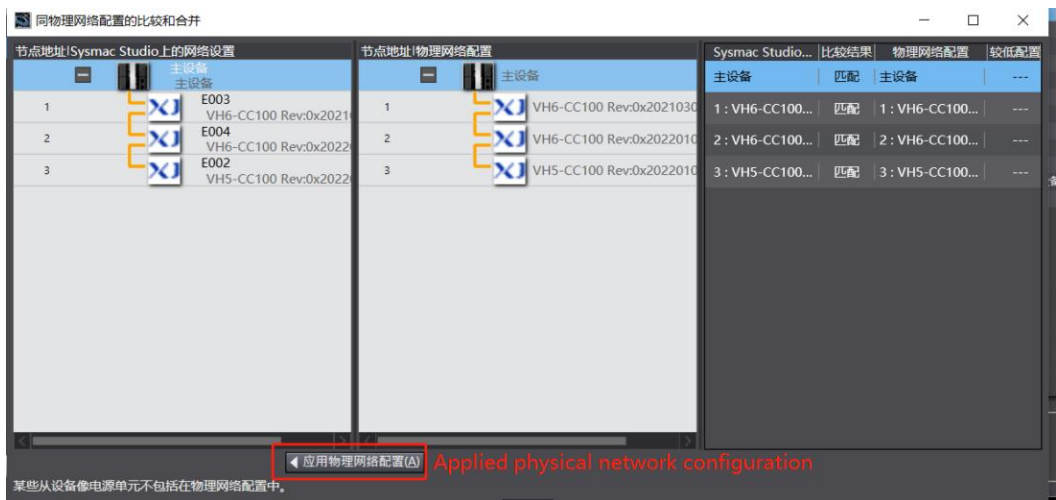 同物理网络配置的比较和合并
节点地址|Sysmac Studio上的网络设置
主设备
主设备
1
E003
VH6-CC100 Rev:0x2021
2
E004
VH6-CC100 Rev:0x2022
3
E002
VH5-CC100 Rev:0x2022
节点地址|物理网络配置
主设备
1 VH6-CC100 Rev:0x2021030
2 VH6-CC100 Rev:0x2022010
3 VH5-CC100 Rev:0x2022010
Sysmac Studio... 比较结果 物理网络配置 较低配置
主设备 匹配 主设备 ---
1 : VH6-CC100... 匹配 1 : VH6-CC100... ---
2 : VH6-CC100... 匹配 2 : VH6-CC100... ---
3 : VH5-CC100... 匹配 3 : VH5-CC100... ---
应用物理网络配置(A) Applied physical network configuration
某些从设备像电源单元不包括在物理网络配置中。